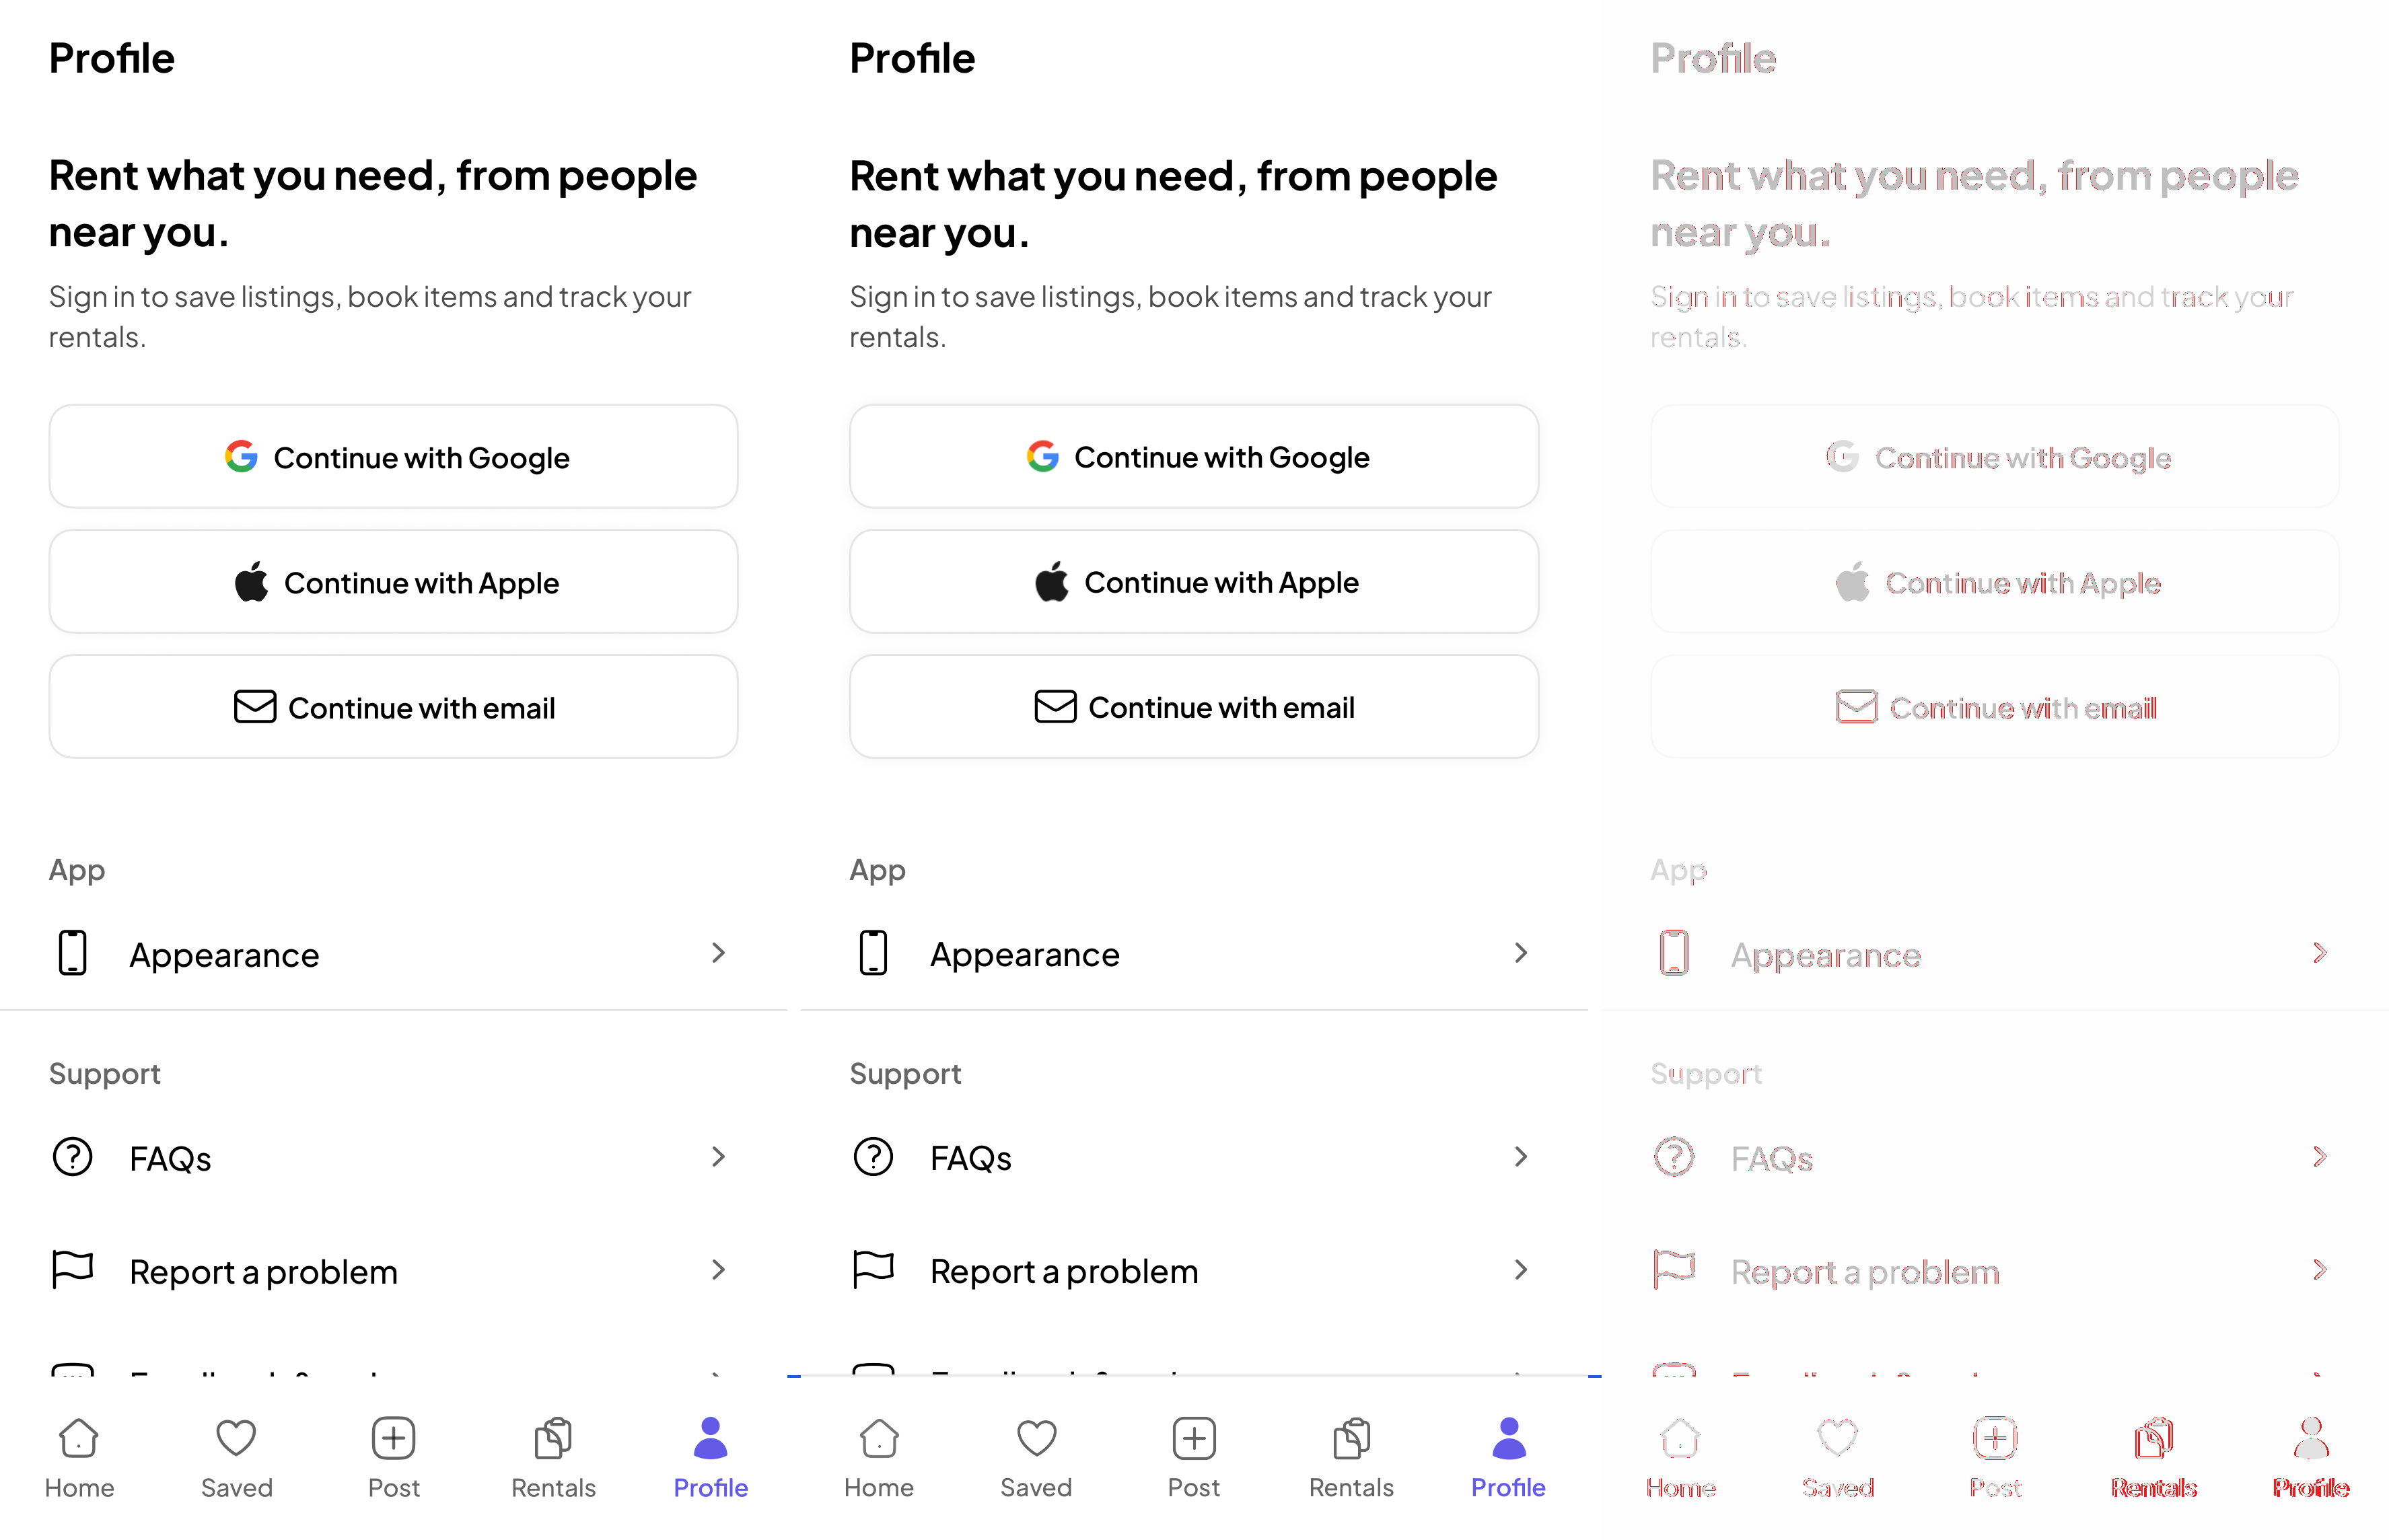 Profile
Rent what you need, from people
near you.
Sign in to save listings, book items and track your
rentals.
Continue with Google
Continue with Apple
Continue with email
App
Appearance
Support
FAQs
Report a problem
Home Saved Post Rentals Profile
Profile
Rent what you need, from people
near you.
Sign in to save listings, book items and track your
rentals.
Continue with Google
Continue with Apple
Continue with email
App
Appearance
Support
FAQs
Report a problem
Home Saved Post Rentals Profile
Profile
Rent what you need, from people
near you.
Sign in to save listings, book items and track your
rentals.
Continue with Google
Continue with Apple
Continue with email
App
Appearance
Support
FAQs
Report a problem
Home Saved Post Rentals Profile